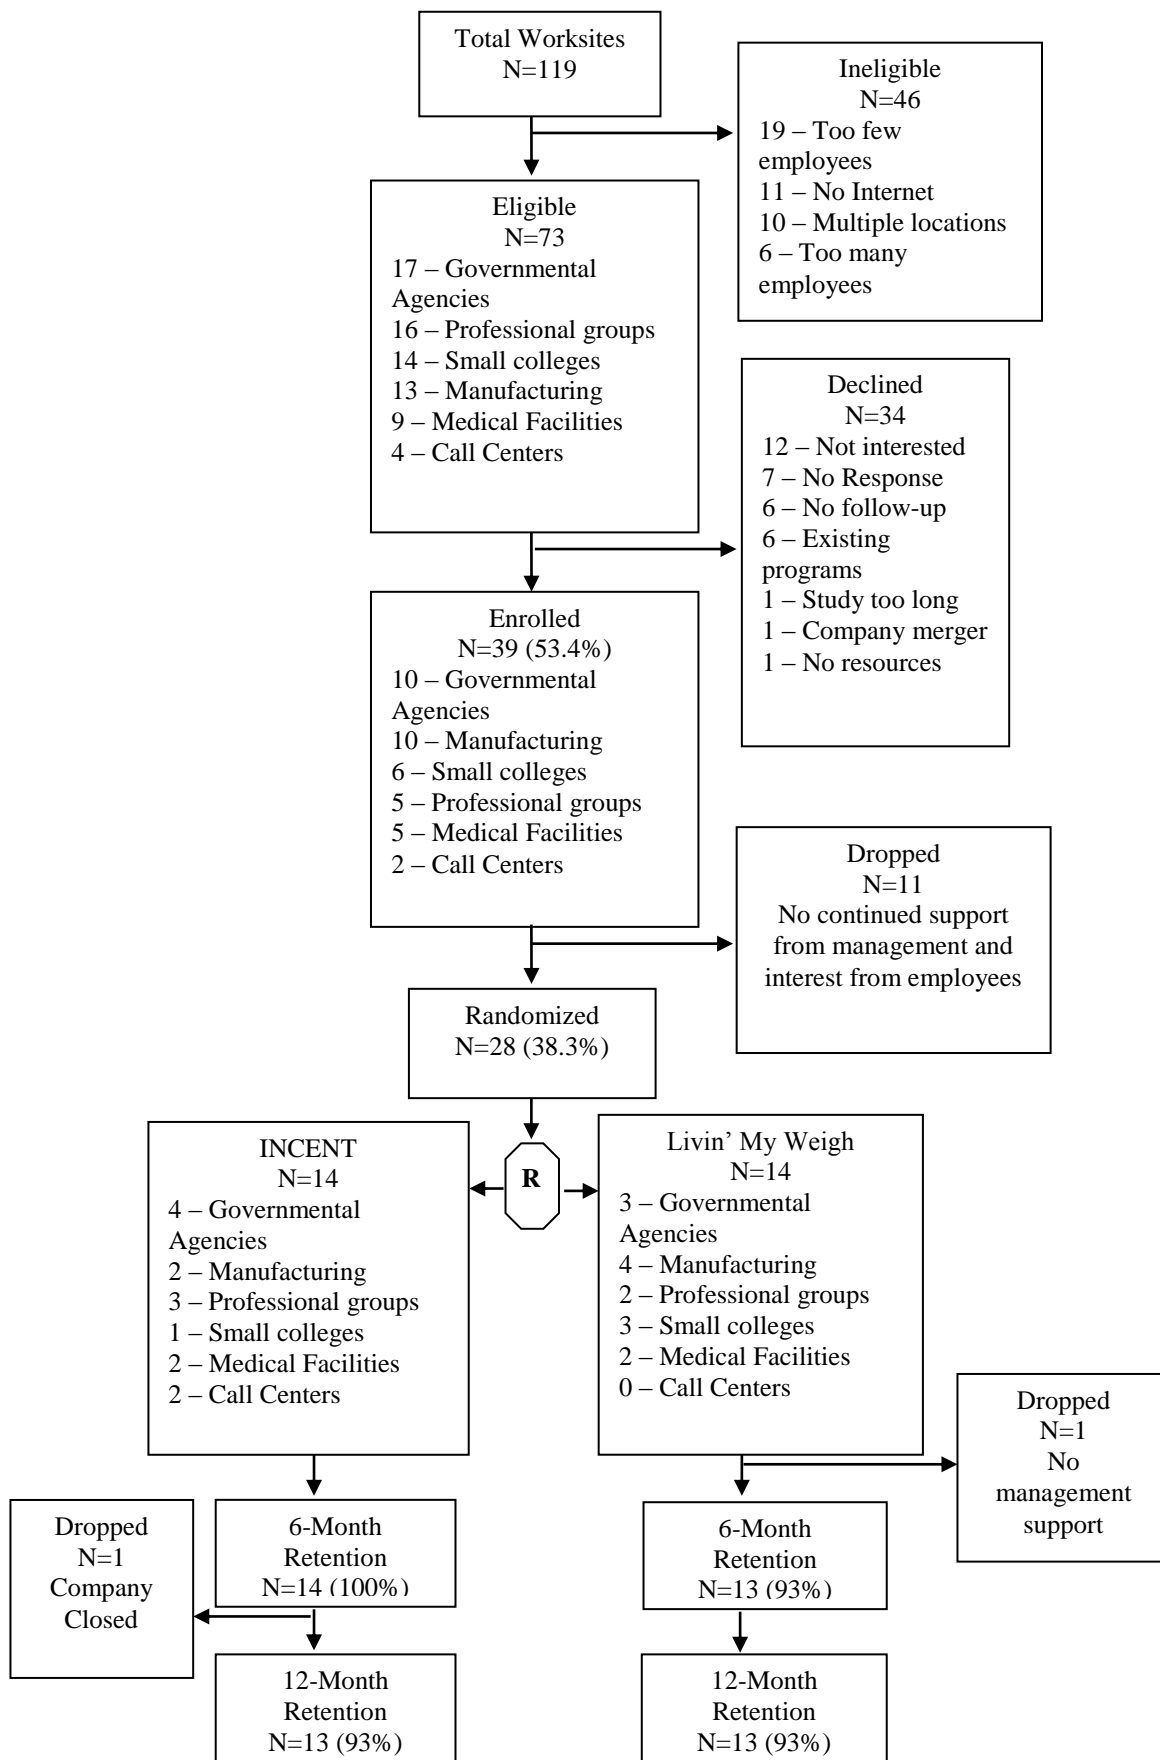 Total Worksites
N=119
Ineligible
N=46
19 – Too few
employees
11 – No Internet
10 – Multiple locations
6 – Too many
employees
Eligible
N=73
17 – Governmental
Agencies
16 – Professional groups
14 – Small colleges
13 – Manufacturing
9 – Medical Facilities
4 – Call Centers
Declined
N=34
12 – Not interested
7 – No Response
6 – No follow-up
6 – Existing
programs
1 – Study too long
1 – Company merger
1 – No resources
Enrolled
N=39 (53.4%)
10 – Governmental
Agencies
10 – Manufacturing
6 – Small colleges
5 – Professional groups
5 – Medical Facilities
2 – Call Centers
Dropped
N=11
No continued support
from management and
interest from employees
Randomized
N=28 (38.3%)
R
INCENT
N=14
4 – Governmental
Agencies
2 – Manufacturing
3 – Professional groups
1 – Small colleges
2 – Medical Facilities
2 – Call Centers
Livin’ My Weigh
N=14
3 – Governmental
Agencies
4 – Manufacturing
2 – Professional groups
3 – Small colleges
2 – Medical Facilities
0 – Call Centers
Dropped
N=1
No
management
support
Dropped
N=1
Company
Closed
6-Month
Retention
N=14 (100%)
6-Month
Retention
N=13 (93%)
12-Month
Retention
N=13 (93%)
12-Month
Retention
N=13 (93%)